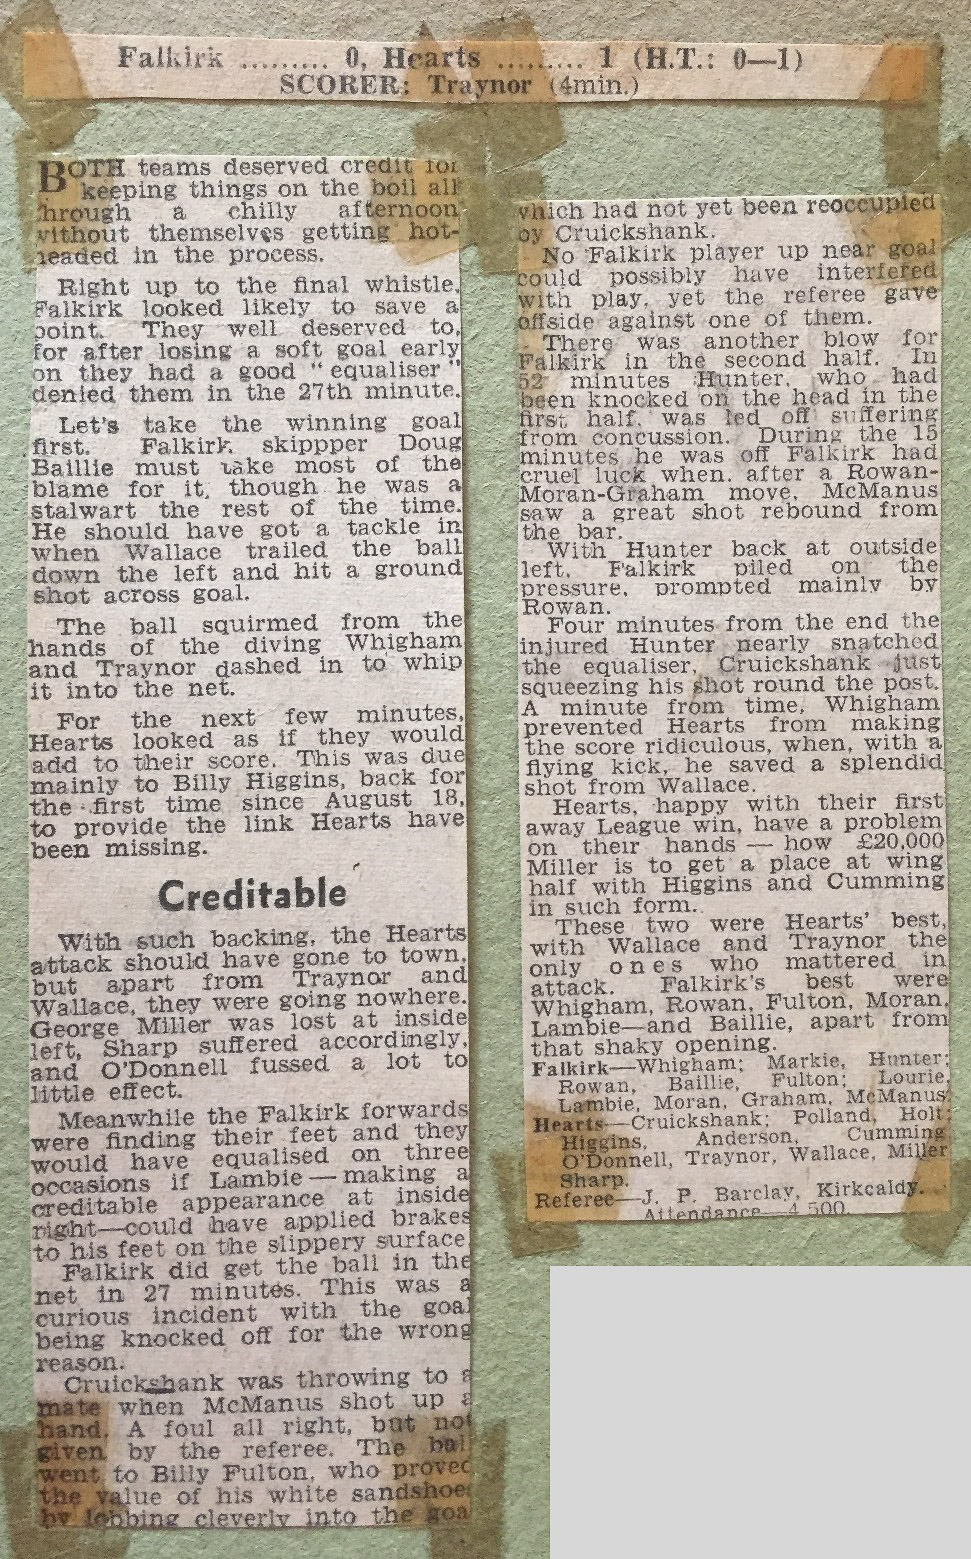 Falkirk ......... 0, Hearts ......... 1 (H.T.: 0—1)
SCORER: Traynor (4min.)
BOTH teams deserved credit for
keeping things on the boil all
hrough a chilly afternoon
vithout themselves getting hot-
neaded in the process.
Right up to the final whistle,
Falkirk looked likely to save a
point. They well deserved to,
for after losing a soft goal early
on they had a good "equaliser"
denied them in the 27th minute.
Let's take the winning goal
first. Falkirk skippper Doug
Baillie must take most of the
blame for it, though he was a
stalwart the rest of the time.
He should have got a tackle in
when Wallace trailed the ball
down the left and hit a ground
shot across goal.
The ball squirmed from the
hands of the diving Whigham
and Traynor dashed in to whip
it into the net.
For the next few minutes,
Hearts looked as if they would
add to their score. This was due
mainly to Billy Higgins, back for
the first time since August 18,
to provide the link Hearts have
been missing.
Creditable
With such backing, the Hearts
attack should have gone to town,
but apart from Traynor and
Wallace, they were going nowhere.
George Miller was lost at inside
left, Sharp suffered accordingly,
and O'Donnell fussed a lot to
little effect.
Meanwhile the Falkirk forwards
were finding their feet and they
would have equalised on three
occasions if Lambie — making a
creditable appearance at inside
right—could have applied brakes
to his feet on the slippery surface
Falkirk did get the ball in the
net in 27 minutes. This was a
curious incident with the goal
being knocked off for the wrong
reason.
Cruickshank was throwing to a
mate when McManus shot up a
hand. A foul all right, but not
given by the referee. The bal
went to Billy Fulton, who proved
the value of his white sandshoes
by lobbing cleverly into the goa
which had not yet been reoccupied
by Cruickshank.
No Falkirk player up near goal
could possibly have interfered
with play, yet the referee gave
offside against one of them.
There was another blow for
Falkirk in the second half. In
52 minutes Hunter, who had
been knocked on the head in the
first half, was led off suffering
from concussion. During the 15
minutes he was off Falkirk had
cruel luck when, after a Rowan-
Moran-Graham move, McManus
saw a great shot rebound from
the bar.
With Hunter back at outside
left, Falkirk piled on the
pressure, prompted mainly by
Rowan.
Four minutes from the end the
injured Hunter nearly snatched
the equaliser, Cruickshank just
squeezing his shot round the post.
A minute from time, Whigham
prevented Hearts from making
the score ridiculous, when, with a
flying kick, he saved a splendid
shot from Wallace.
Hearts, happy with their first
away League win, have a problem
on their hands — how £20,000
Miller is to get a place at wing
half with Higgins and Cumming
in such form.
These two were Hearts' best,
with Wallace and Traynor the
only ones who mattered in
attack. Falkirk's best were
Whigham, Rowan, Fulton, Moran,
Lambie—and Baillie, apart from
that shaky opening.
Falkirk—Whigham; Markie, Hunter;
Rowan, Baillie, Fulton; Lourie,
Lambie, Moran, Graham, McManus.
Hearts—Cruickshank; Polland, Holt;
Higgins, Anderson, Cumming
O'Donnell, Traynor, Wallace, Miller
Sharp.
Referee—J. P. Barclay, Kirkcaldy.
Attendance—4,500.